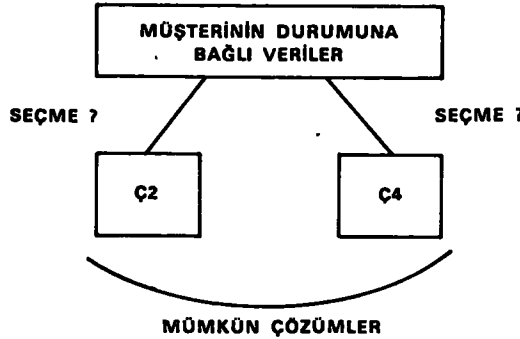 MÜŞTERİNİN DURUMUNA
BAĞLI VERİLER
SEÇME ?
SEÇME ?
Ç2
Ç4
MÜMKÜN ÇÖZÜMLER